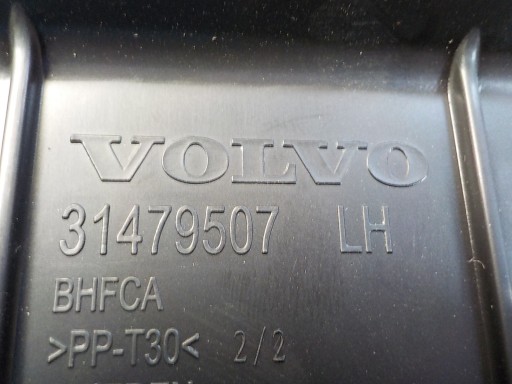 VOLVO
31479507 LH
BHFCA
>PP-T30< 2/2